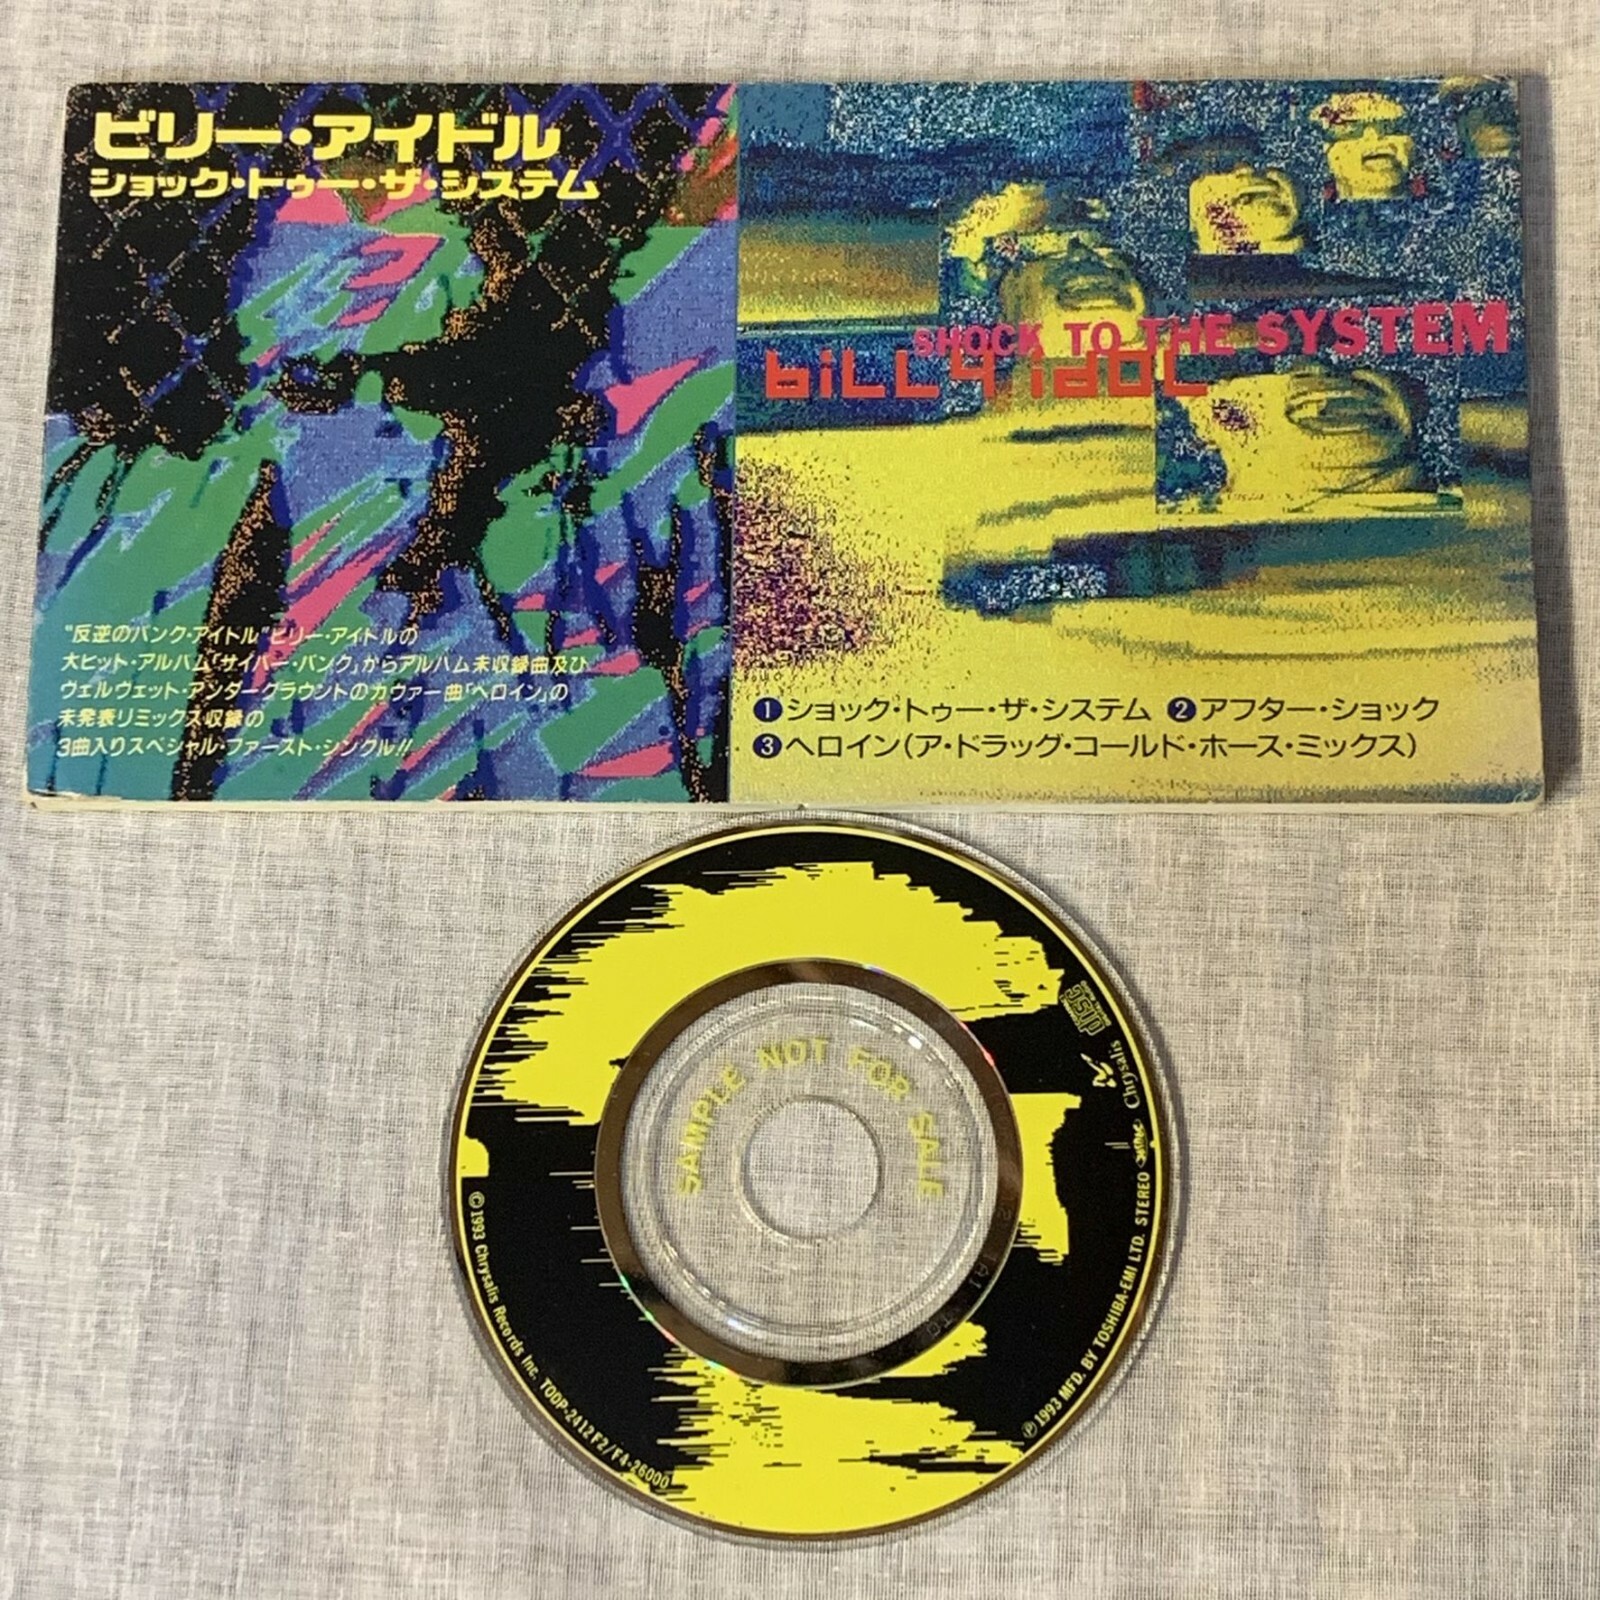 ビリー・アイドル
ショック・トゥー・ザ・システム
"反逆のパンク・アイドル"ビリー・アイドルの
大ヒット・アルバム「サイバー・パンク」からアルバム未収録曲及び
ヴェルヴェット・アンダーグラウンドのカヴァー曲「ヘロイン」の
未発表リミックス収録の
3曲入りスペシャル・ファースト・シングル!!
SHOCK TO THE SYSTEM
billy idol
❶ショック・トゥー・ザ・システム ❷アフター・ショック
❸ヘロイン(ア・ドラッグ・コールド・ホース・ミックス)
SAMPLE NOT FOR SALE
disc
Chrysalis
Ⓟ1993 MFD. BY TOSHIBA-EMI LTD. STEREO
©1993 Chrysalis Records Inc. TODP-2412 F2/F4-26000